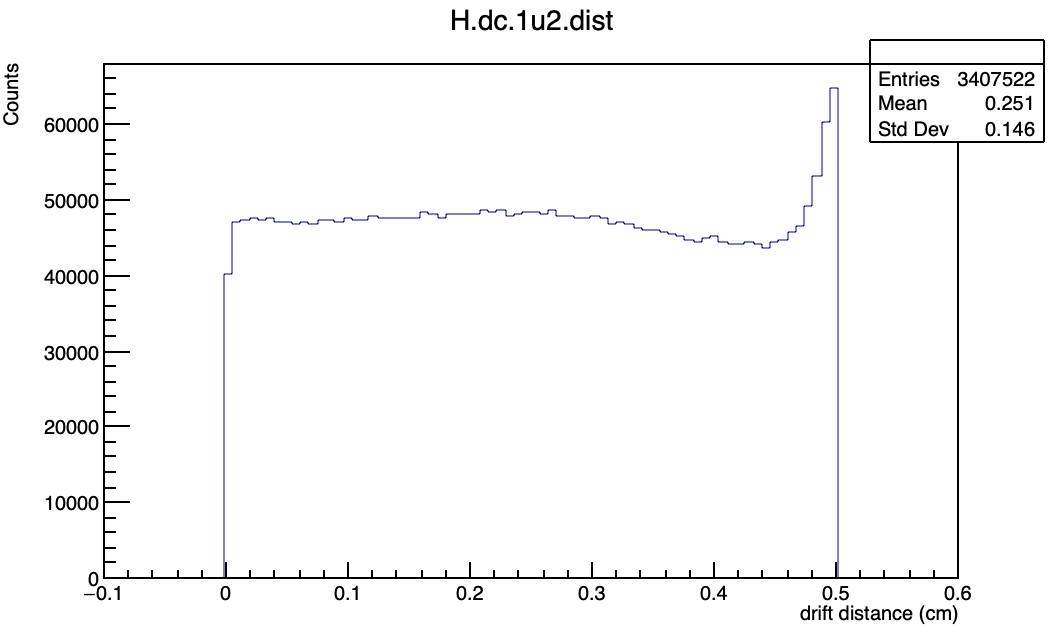 H.dc.1u2.dist
Counts
Entries 3407522
Mean 0.251
Std Dev 0.146
60000
50000
40000
30000
20000
10000
0
−0.1 0 0.1 0.2 0.3 0.4 0.5 0.6
drift distance (cm)